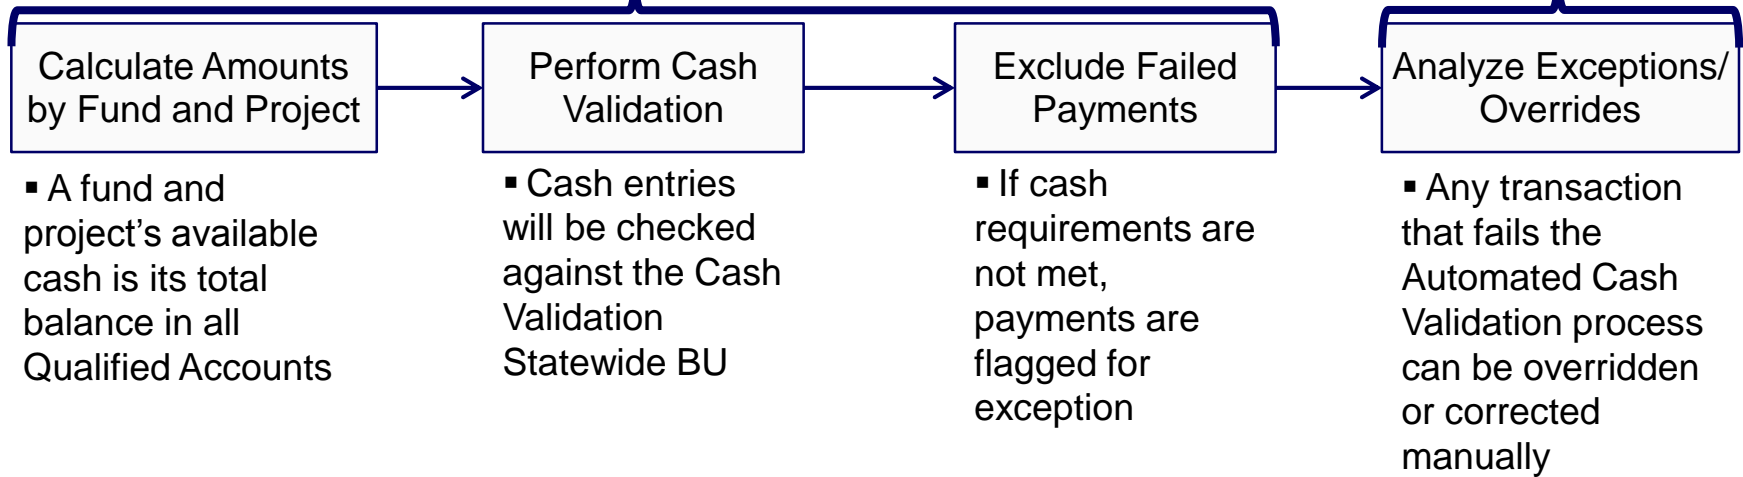 Calculate Amounts
by Fund and Project
Perform Cash
Validation
Exclude Failed
Payments
Analyze Exceptions/
Overrides
▪ A fund and
project’s available
cash is its total
balance in all
Qualified Accounts
▪ Cash entries
will be checked
against the Cash
Validation
Statewide BU
▪ If cash
requirements are
not met,
payments are
flagged for
exception
▪ Any transaction
that fails the
Automated Cash
Validation process
can be overridden
or corrected
manually